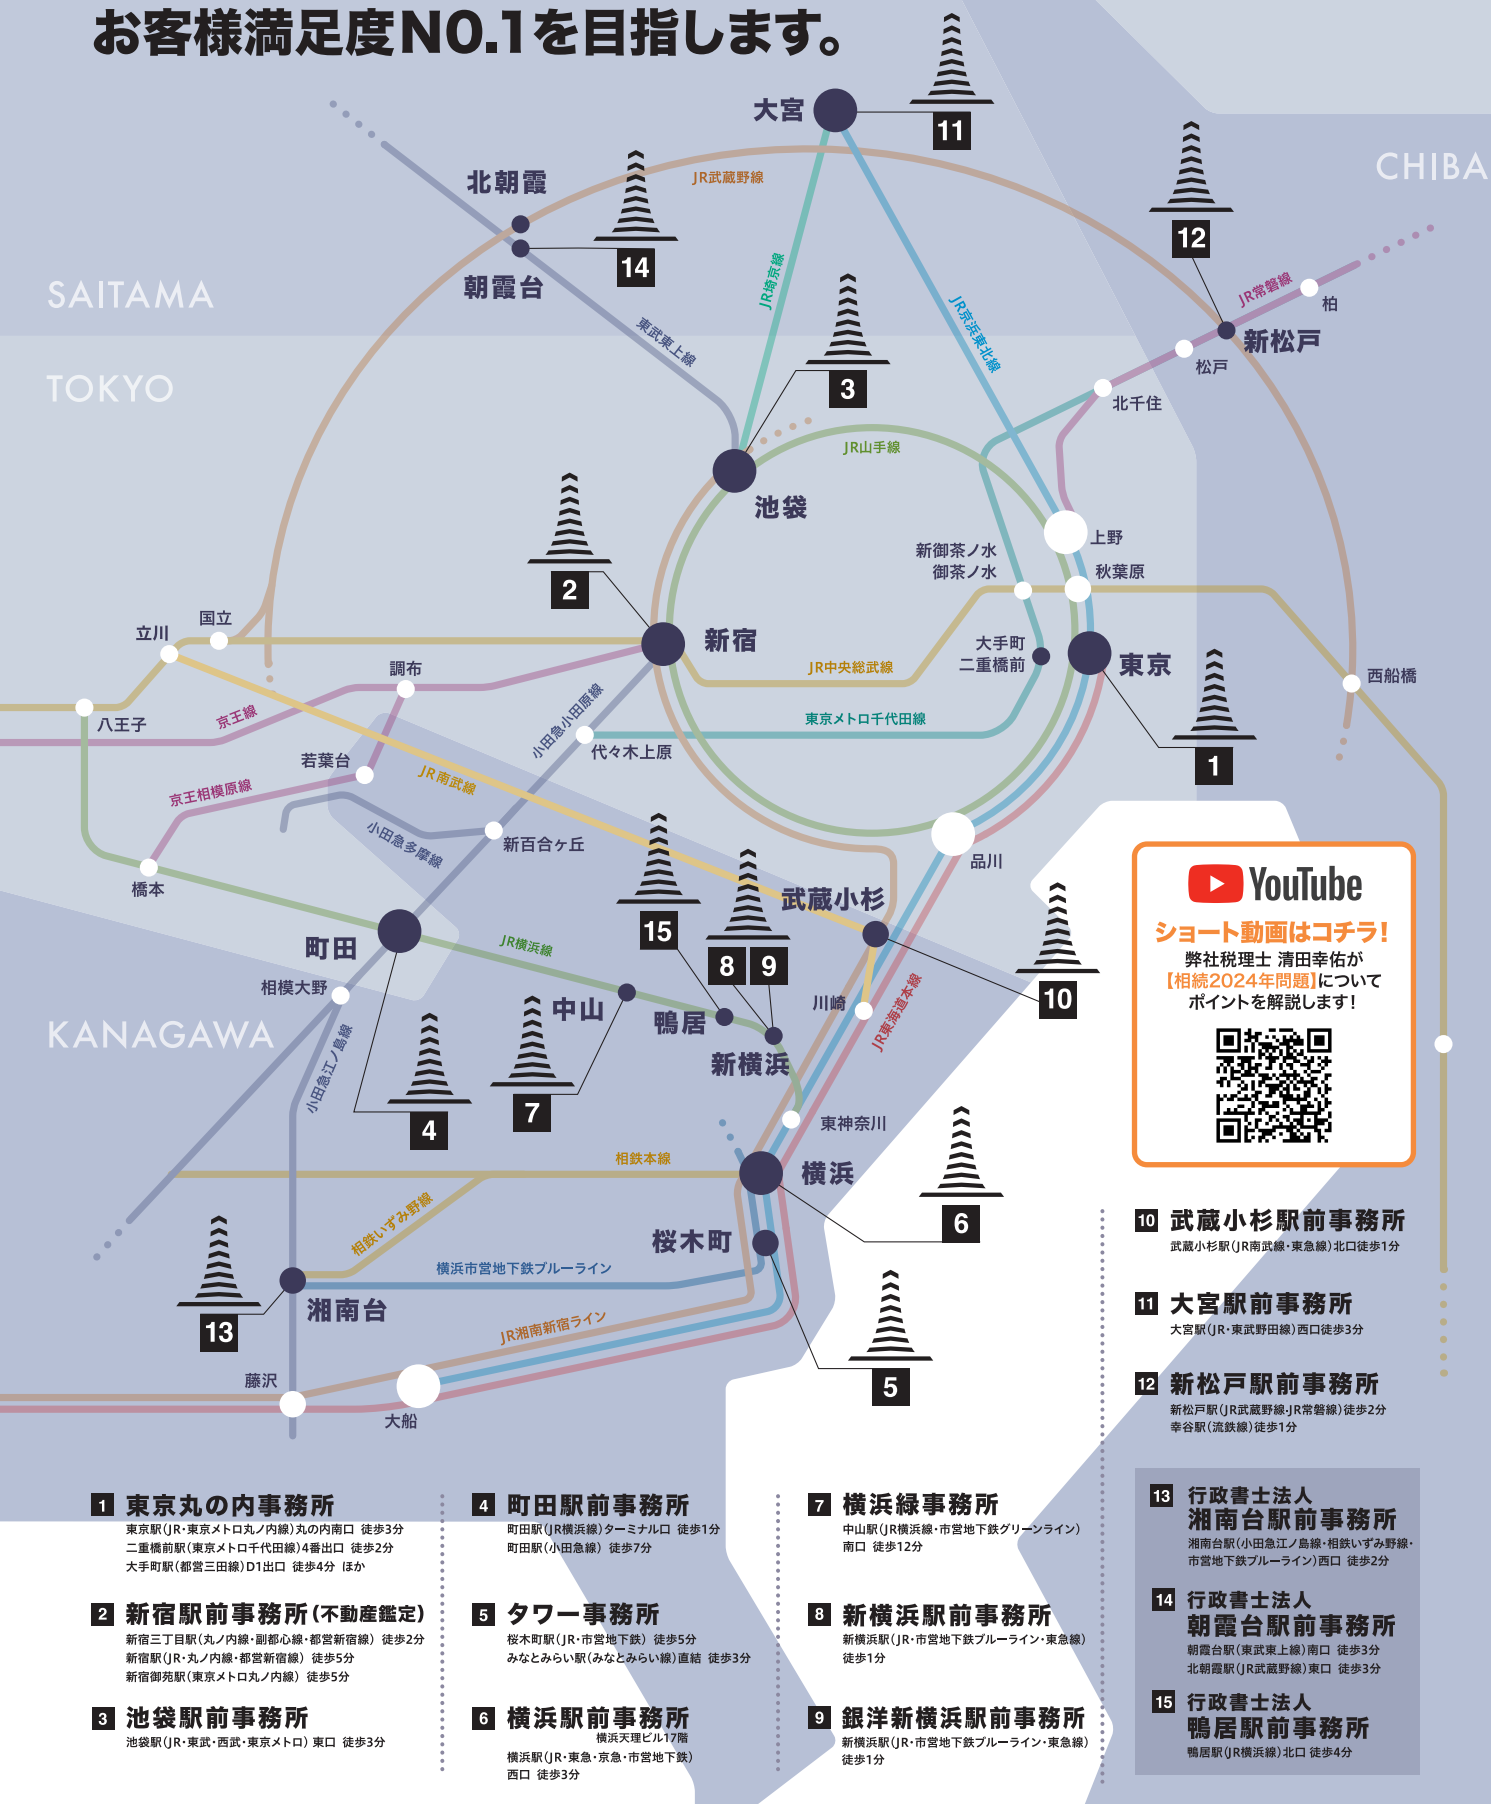 お客様満足度N0.1を目指します。
大宮
11
CHIBA
12
北朝霞
JR武蔵野線
14
朝霞台
SAITAMA
JR埼京線
JR京浜東北線
JR常磐線
柏
新松戸
松戸
東武東上線
TOKYO
3
北千住
JR山手線
池袋
上野
新御茶ノ水
御茶ノ水
秋葉原
2
国立
立川
新宿
大手町
二重橋前
東京
調布
JR中央総武線
西船橋
八王子
京王線
小田急小田原線
東京メトロ千代田線
代々木上原
1
若葉台
JR南武線
京王相模原線
小田急多摩線
新百合ヶ丘
品川
橋本
武蔵小杉
15
8
9
10
町田
JR横浜線
相模大野
中山
鴨居
川崎
JR東海道本線
KANAGAWA
新横浜
小田急江ノ島線
4
7
東神奈川
相鉄本線
横浜
6
相鉄いずみ野線
桜木町
横浜市営地下鉄ブルーライン
湘南台
13
JR湘南新宿ライン
5
藤沢
大船
YouTube
ショート動画はコチラ！
弊社税理士 清田幸佑が
【相続2024年問題】について
ポイントを解説します！
1 東京丸の内事務所
東京駅（JR・東京メトロ丸ノ内線）丸の内南口 徒歩3分
二重橋前駅（東京メトロ千代田線）4番出口 徒歩2分
大手町駅（都営三田線）D1出口 徒歩4分 ほか
2 新宿駅前事務所（不動産鑑定）
新宿三丁目駅（丸ノ内線・副都心線・都営新宿線） 徒歩2分
新宿駅（JR・丸ノ内線・都営新宿線） 徒歩5分
新宿御苑駅（東京メトロ丸ノ内線） 徒歩5分
3 池袋駅前事務所
池袋駅（JR・東武・西武・東京メトロ） 東口 徒歩3分
4 町田駅前事務所
町田駅（JR横浜線）ターミナル口 徒歩1分
町田駅（小田急線） 徒歩7分
5 タワー事務所
桜木町駅（JR・市営地下鉄） 徒歩5分
みなとみらい駅（みなとみらい線）直結 徒歩3分
6 横浜駅前事務所
横浜天理ビル17階
横浜駅（JR・東急・京急・市営地下鉄）
西口 徒歩3分
7 横浜緑事務所
中山駅（JR横浜線・市営地下鉄グリーンライン）
南口 徒歩12分
8 新横浜駅前事務所
新横浜駅（JR・市営地下鉄ブルーライン・東急線）
徒歩1分
9 銀洋新横浜駅前事務所
新横浜駅（JR・市営地下鉄ブルーライン・東急線）
徒歩1分
10 武蔵小杉駅前事務所
武蔵小杉駅（JR南武線・東急線）北口徒歩1分
11 大宮駅前事務所
大宮駅（JR・東武野田線）西口徒歩3分
12 新松戸駅前事務所
新松戸駅（JR武蔵野線・JR常磐線）徒歩2分
幸谷駅（流鉄線）徒歩1分
13 行政書士法人
湘南台駅前事務所
湘南台駅（小田急江ノ島線・相鉄いずみ野線・
市営地下鉄ブルーライン）西口 徒歩2分
14 行政書士法人
朝霞台駅前事務所
朝霞台駅（東武東上線）南口 徒歩3分
北朝霞駅（JR武蔵野線）東口 徒歩3分
15 行政書士法人
鴨居駅前事務所
鴨居駅（JR横浜線）北口 徒歩4分